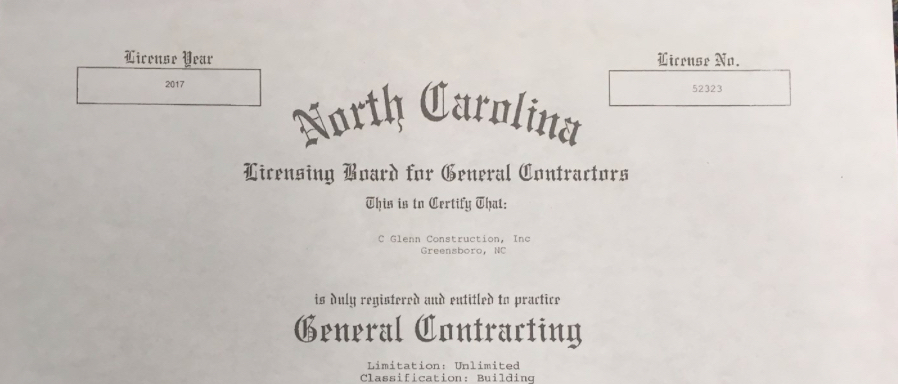 License Year
License No.
2017
52323
North Carolina
Licensing Board for General Contractors
This is to Certify That:
C Glenn Construction, Inc
Greensboro, NC
is duly registered and entitled to practice
General Contracting
Limitation: Unlimited
Classification: Building